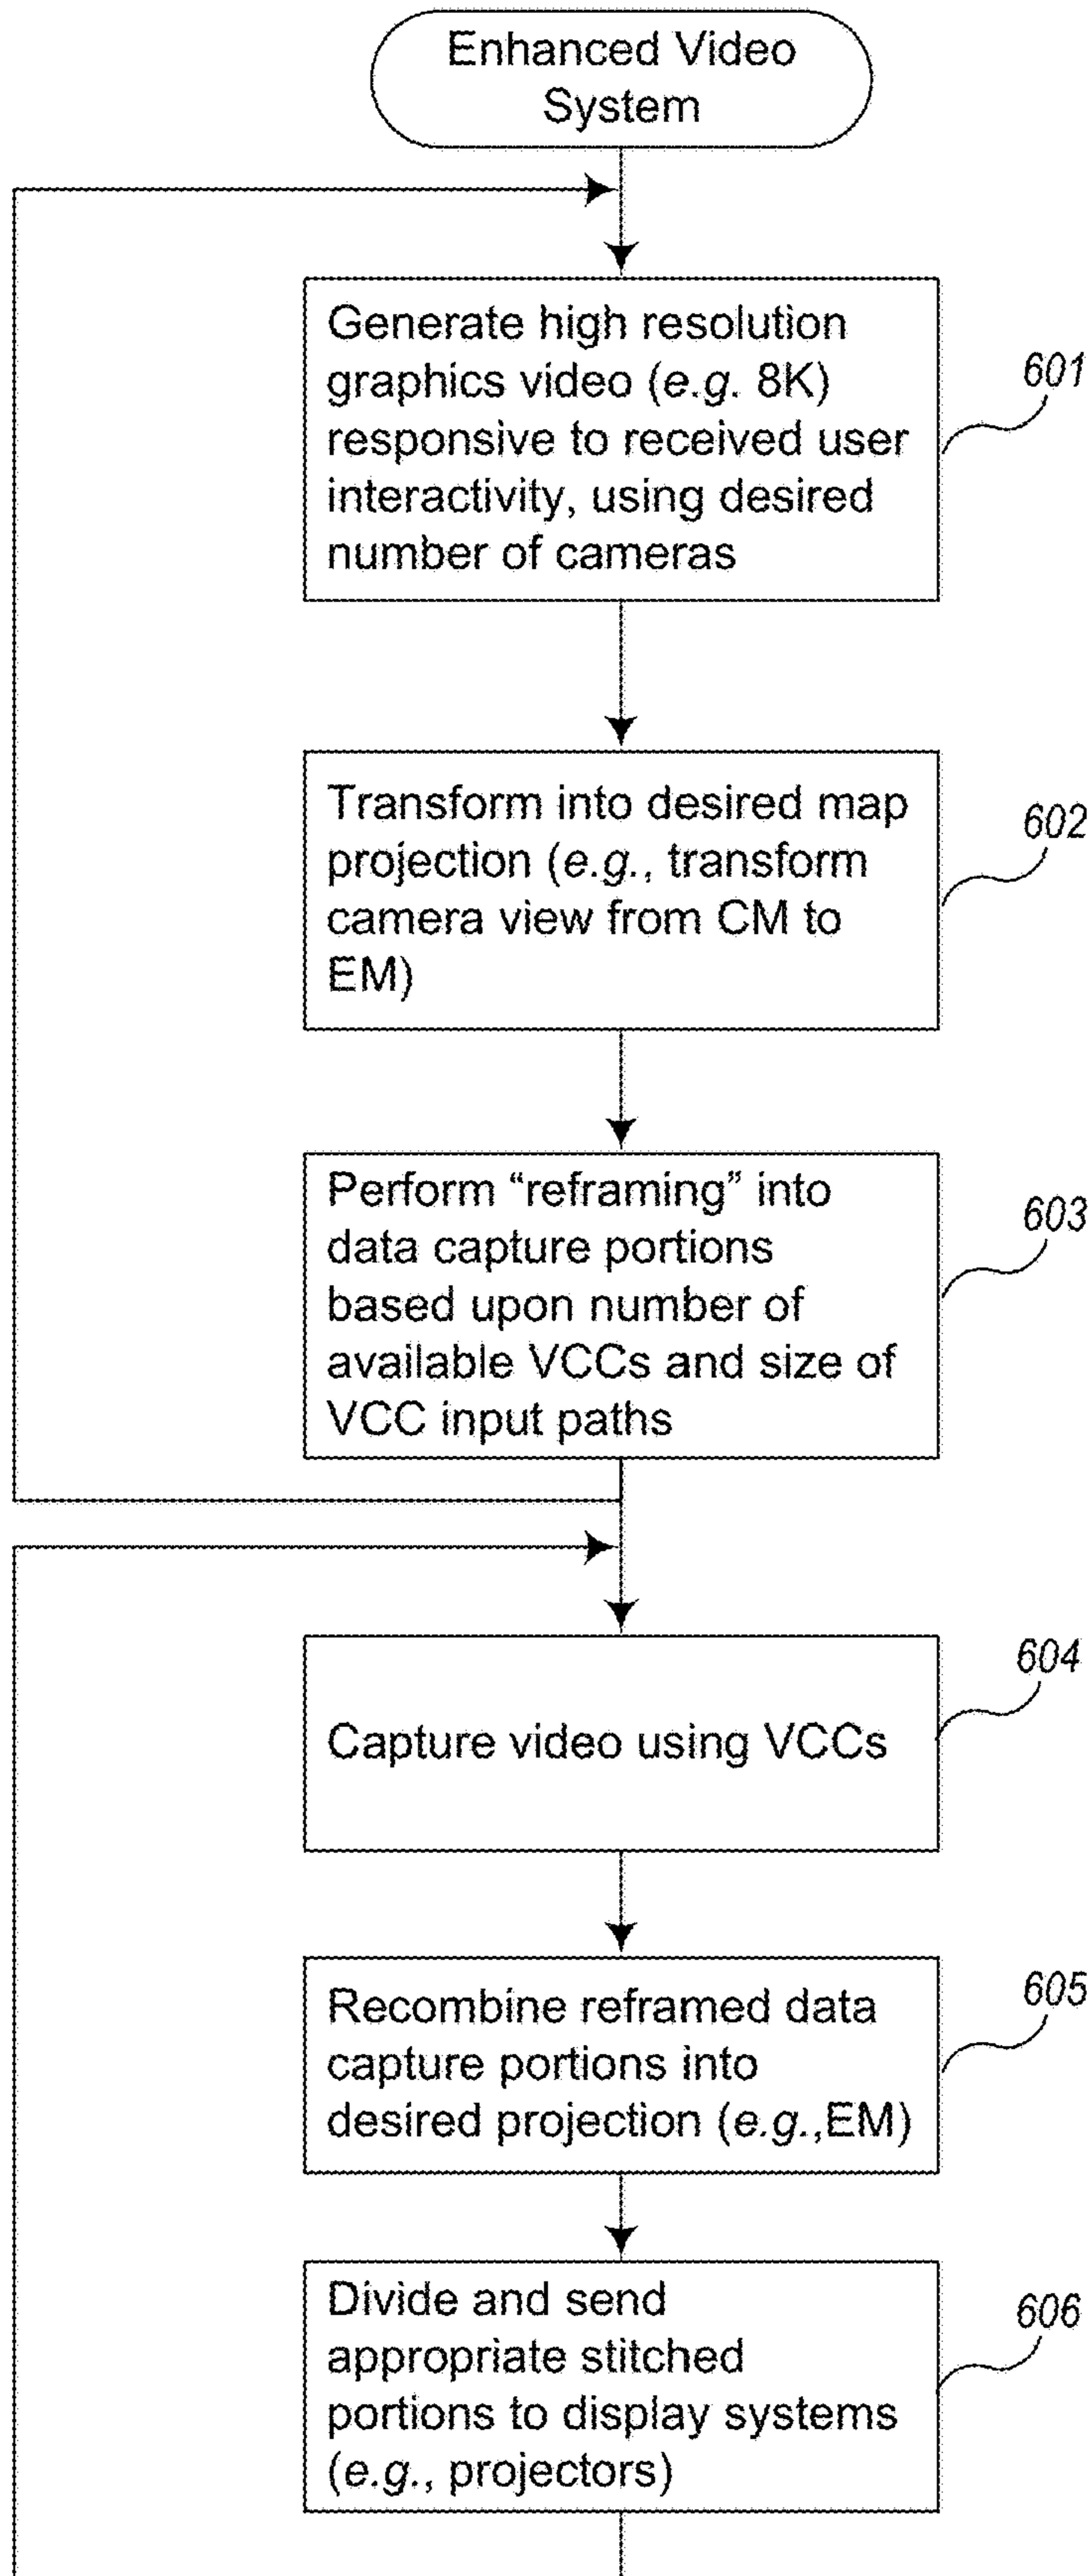 Enhanced Video
System
Generate high resolution
graphics video (e.g. 8K)
responsive to received user
interactivity, using desired
number of cameras
601
Transform into desired map
projection (e.g., transform
camera view from CM to
EM)
602
Perform “reframing” into
data capture portions
based upon number of
available VCCs and size of
VCC input paths
603
Capture video using VCCs
604
Recombine reframed data
capture portions into
desired projection (e.g.,EM)
605
Divide and send
appropriate stitched
portions to display systems
(e.g., projectors)
606